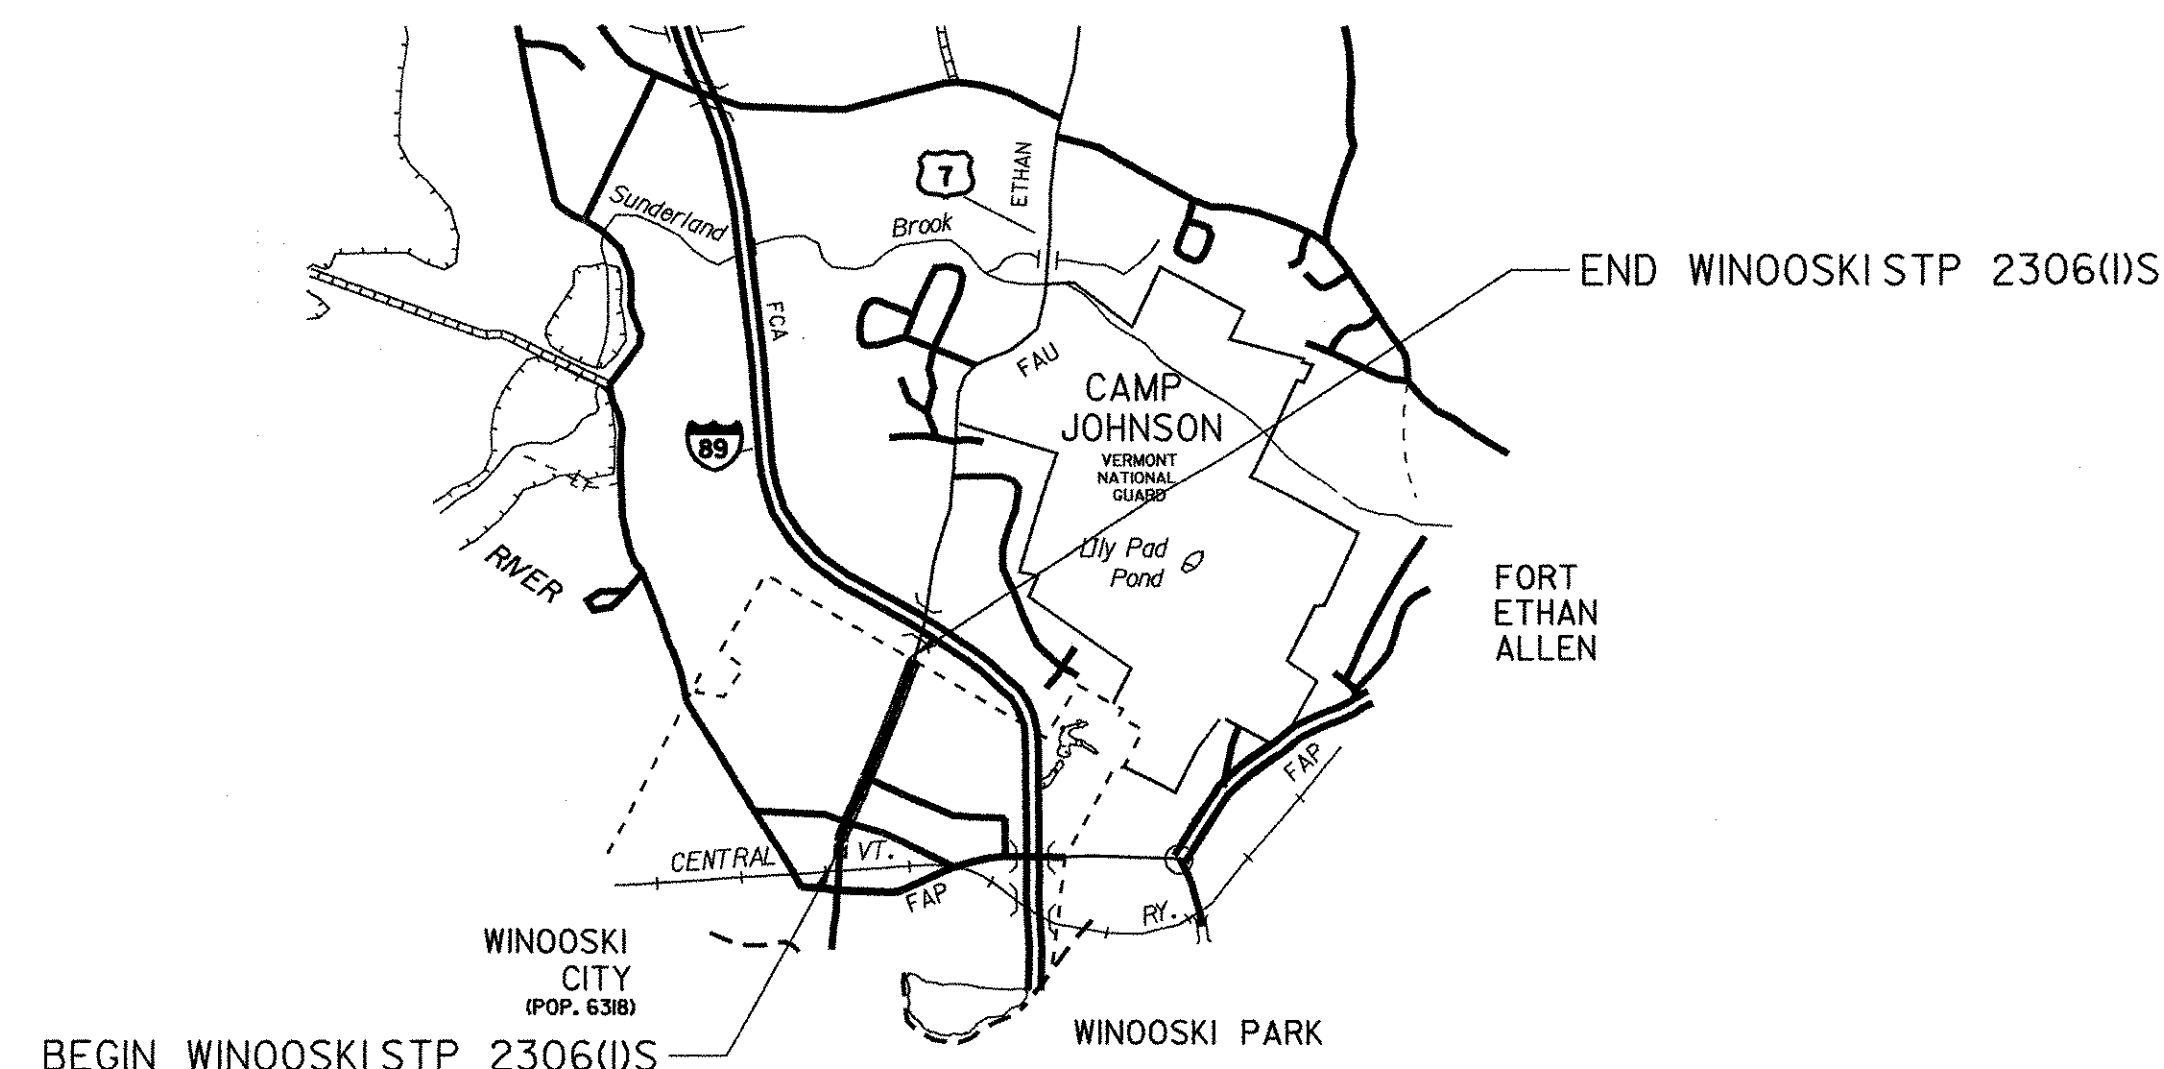 ETHAN
7
Sunderland
Brook
END WINOOSKI STP 2306(1)S
FCA
FAU
CAMP
JOHNSON
VERMONT
NATIONAL
GUARD
89
Lily Pad
Pond
RIVER
FORT
ETHAN
ALLEN
FAP
CENTRAL
VT.
FAP
RY.
WINOOSKI
CITY
(POP. 6318)
WINOOSKI PARK
BEGIN WINOOSKI STP 2306(1)S